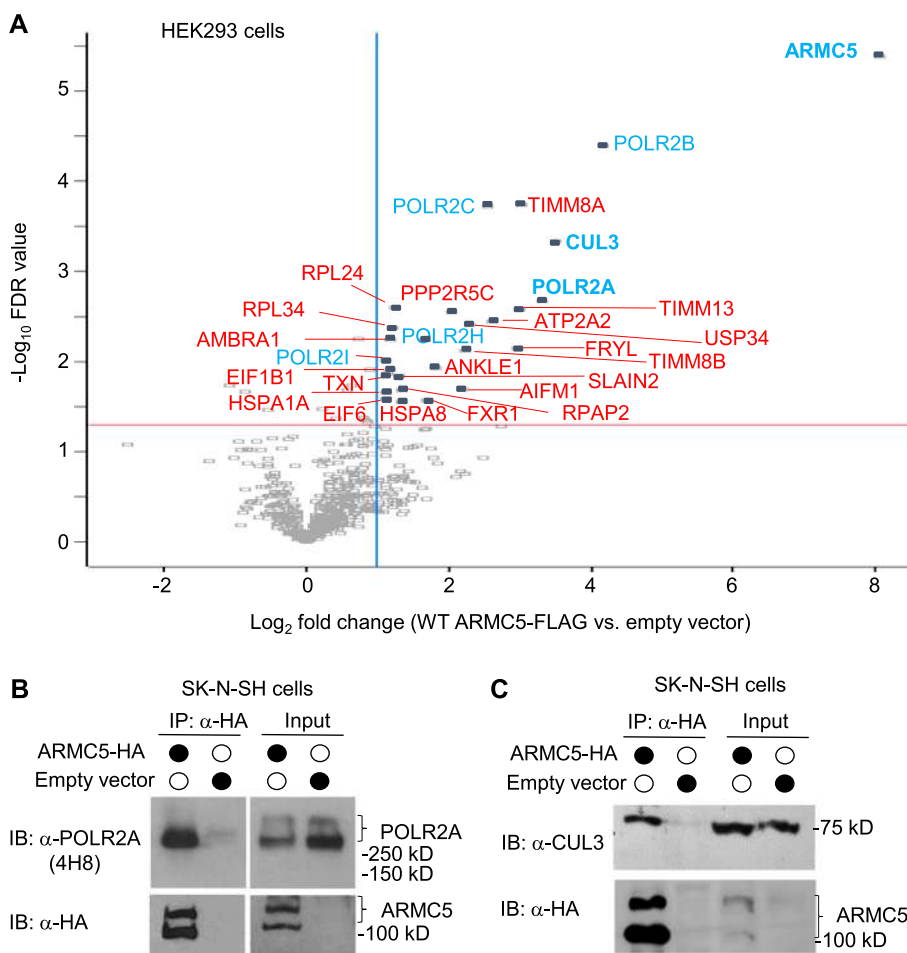 A
HEK293 cells
ARMC5
POLR2B
POLR2C
TIMM8A
CUL3
POLR2A
RPL24
PPP2R5C
TIMM13
RPL34
ATP2A2
USP34
AMBRA1
POLR2H
FRYL
TIMM8B
POLR2I
ANKLE1
SLAIN2
EIF1B1
TXN
AIFM1
HSPA1A
RPAP2
EIF6
HSPA8
FXR1
5
4
3
2
1
0
-Log10 FDR value
-2
0
2
4
6
8
Log2 fold change (WT ARMC5-FLAG vs. empty vector)
B
SK-N-SH cells
IP: α-HA
Input
ARMC5-HA
Empty vector
IB: α-POLR2A
(4H8)
POLR2A
-250 kD
-150 kD
IB: α-HA
ARMC5
-100 kD
C
SK-N-SH cells
IP: α-HA
Input
ARMC5-HA
Empty vector
IB: α-CUL3
-75 kD
IB: α-HA
ARMC5
-100 kD